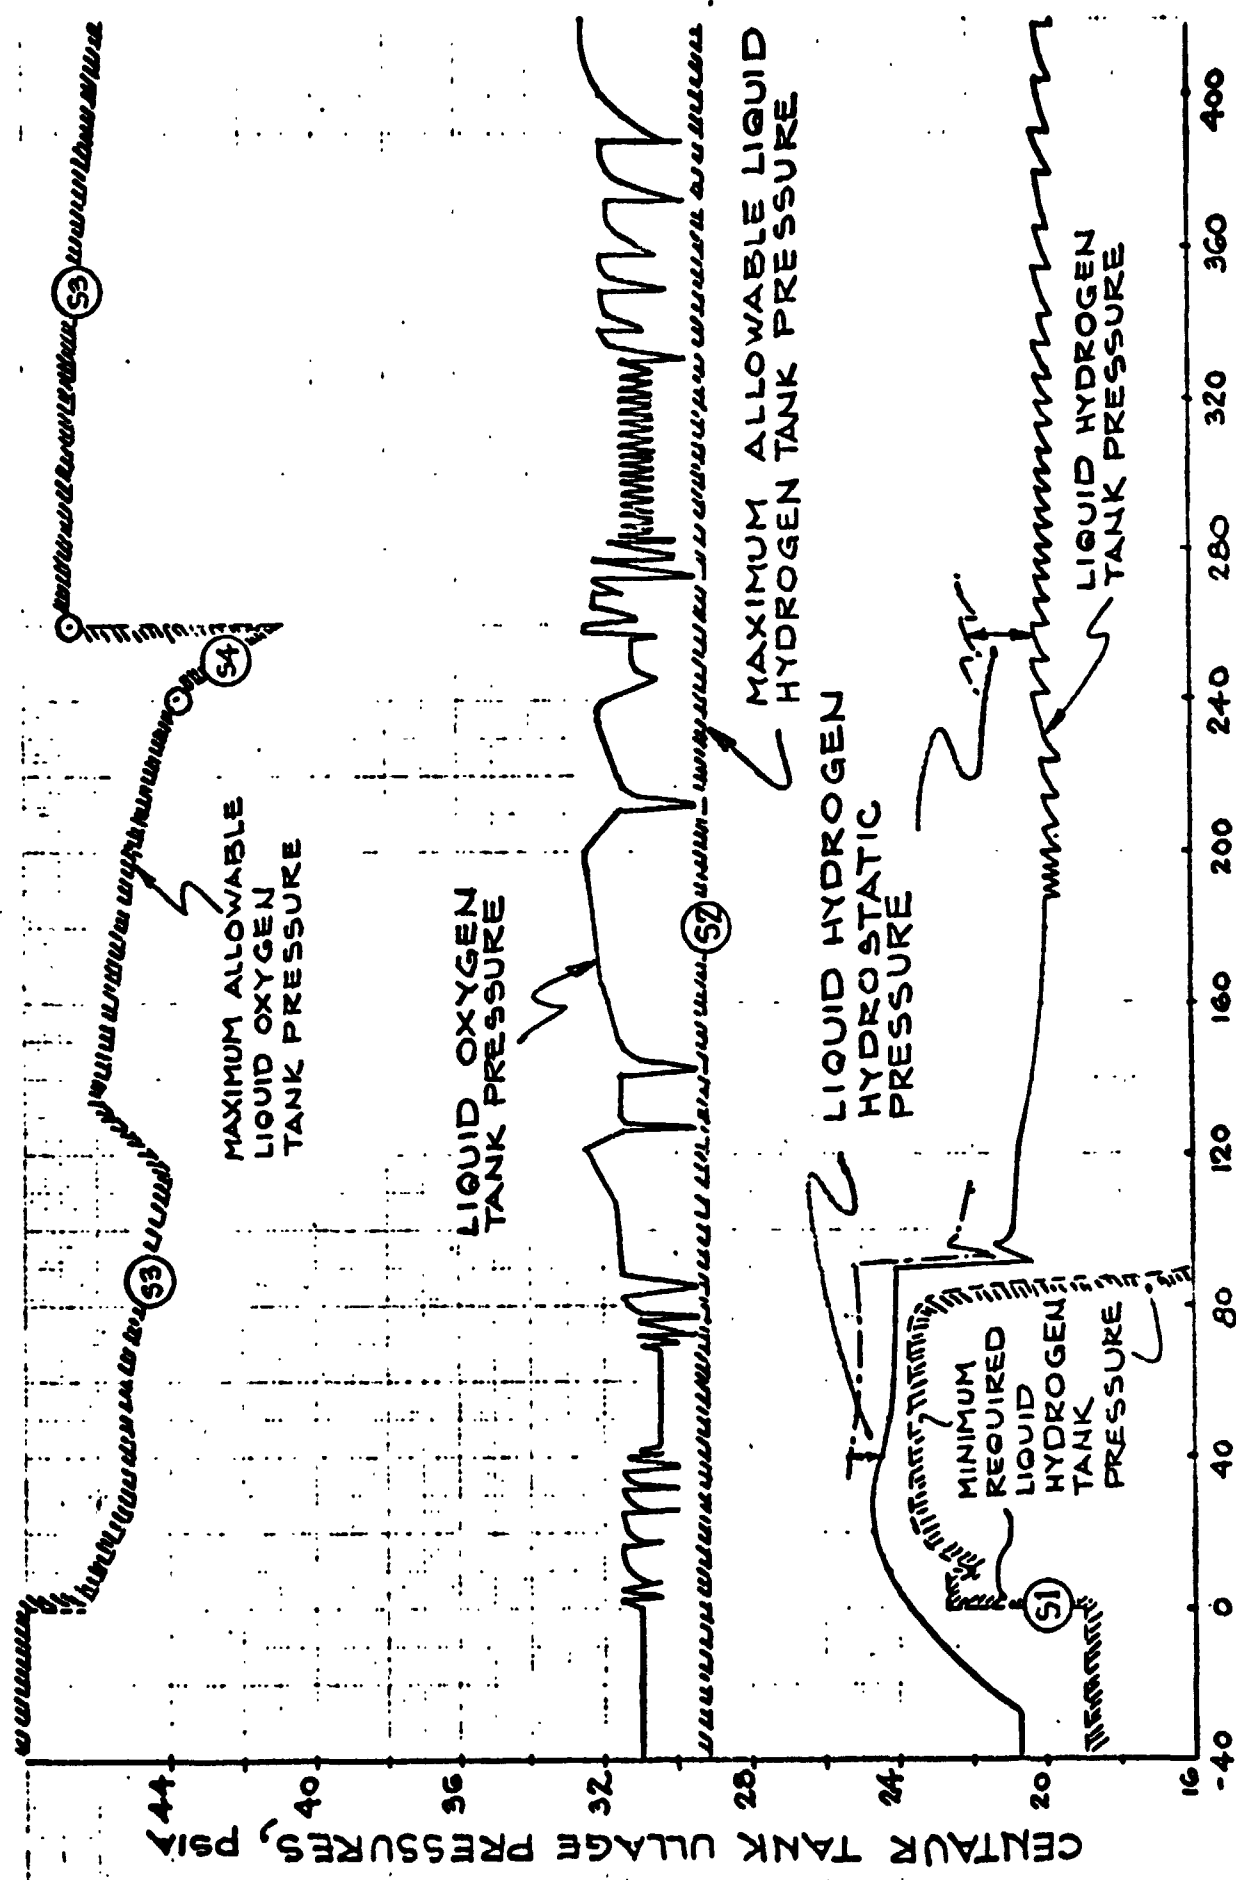 CENTAUR TANK ULLAGE PRESSURES, PSIA
44
40
36
32
28
24
20
16
-40
0
40
80
120
160
200
240
280
320
360
400
S3
S4
S3
MAXIMUM ALLOWABLE
LIQUID OXYGEN
TANK PRESSURE
LIQUID OXYGEN
TANK PRESSURE
S2
MAXIMUM ALLOWABLE LIQUID
HYDROGEN TANK PRESSURE
LIQUID HYDROGEN
HYDROSTATIC
PRESSURE
S1
MINIMUM
REQUIRED
LIQUID
HYDROGEN
TANK
PRESSURE
LIQUID HYDROGEN
TANK PRESSURE